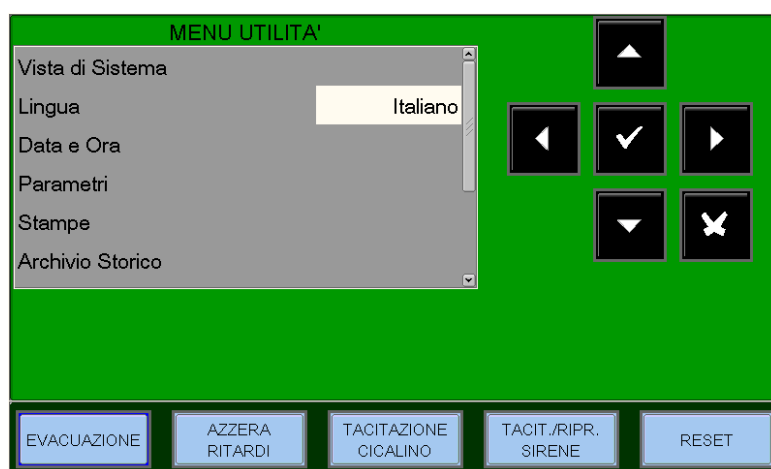 MENU UTILITA'
Vista di Sistema
Lingua
Italiano
Data e Ora
Parametri
Stampe
Archivio Storico
EVACUAZIONE
AZZERA
RITARDI
TACITAZIONE
CICALINO
TACIT./RIPR.
SIRENE
RESET